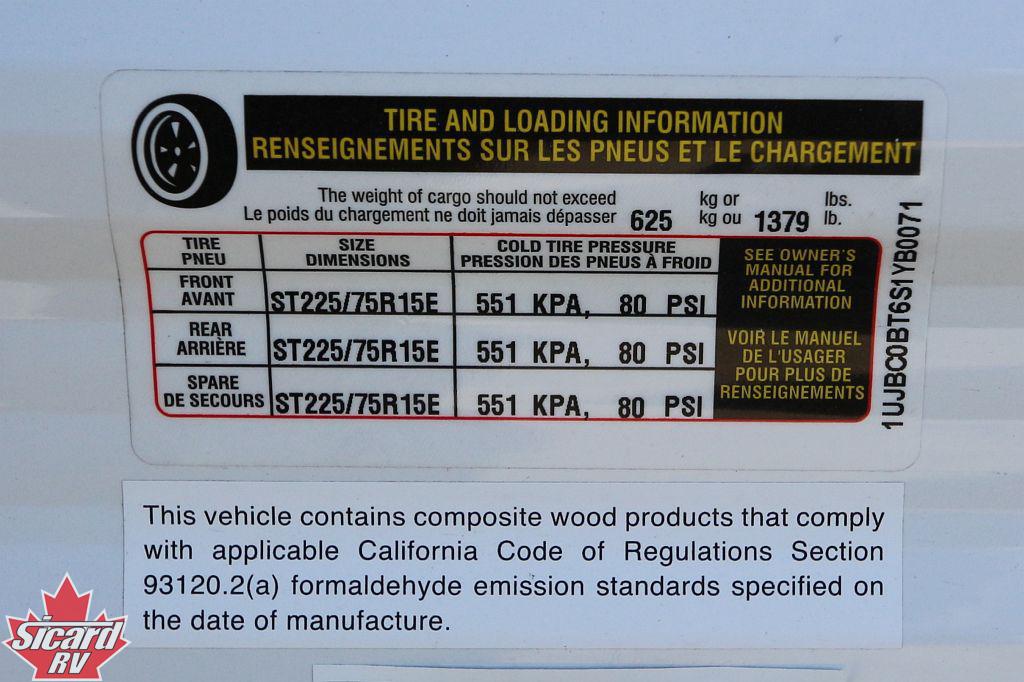 TIRE AND LOADING INFORMATION
RENSEIGNEMENTS SUR LES PNEUS ET LE CHARGEMENT
The weight of cargo should not exceed kg or lbs.
Le poids du chargement ne doit jamais dépasser 625 kg ou 1379 lb.
TIRE SIZE COLD TIRE PRESSURE
PNEU DIMENSIONS PRESSION DES PNEUS À FROID
FRONT
AVANT ST225/75R15E 551 KPA, 80 PSI
REAR
ARRIÈRE ST225/75R15E 551 KPA, 80 PSI
SPARE
DE SECOURS ST225/75R15E 551 KPA, 80 PSI
SEE OWNER'S
MANUAL FOR
ADDITIONAL
INFORMATION
VOIR LE MANUEL
DE L'USAGER
POUR PLUS DE
RENSEIGNEMENTS
1UJBC0BT6S1YB0071
This vehicle contains composite wood products that comply
with applicable California Code of Regulations Section
93120.2(a) formaldehyde emission standards specified on
the date of manufacture.
Sicard
RV